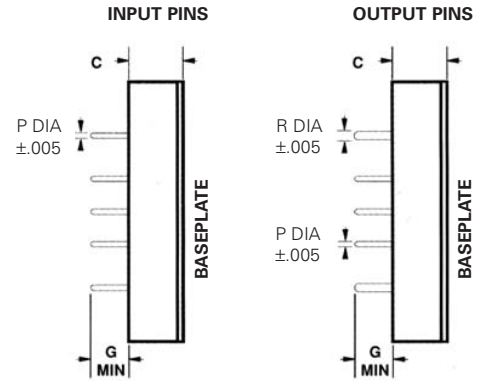 INPUT PINS
OUTPUT PINS
C
C
P DIA
±.005
R DIA
±.005
P DIA
±.005
BASEPLATE
BASEPLATE
G
MIN
G
MIN